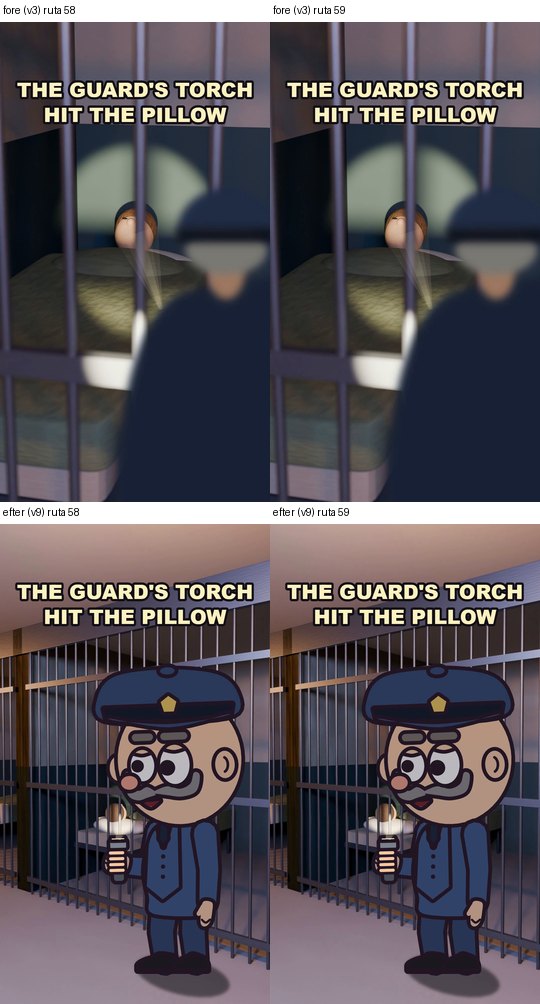 fore (v3) ruta 58
fore (v3) ruta 59
THE GUARD'S TORCH
HIT THE PILLOW
THE GUARD'S TORCH
HIT THE PILLOW
efter (v9) ruta 58
efter (v9) ruta 59
THE GUARD'S TORCH
HIT THE PILLOW
THE GUARD'S TORCH
HIT THE PILLOW